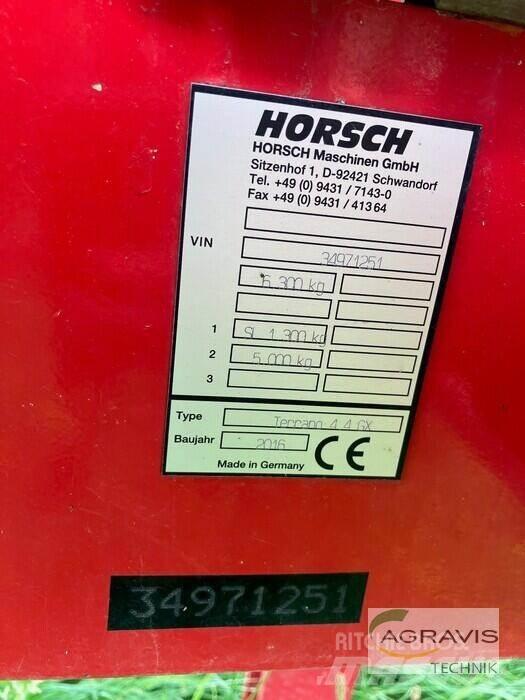 HORSCH
HORSCH Maschinen GmbH
Sitzenhof 1, D-92421 Schwandorf
Tel. +49 (0) 9431 / 7143-0
Fax +49 (0) 9431 / 41364
VIN
34971251
6.300 kg
1 SL 1.300 kg
2 5.000 kg
3
Type Terrano 4.4 GX
Baujahr 2016
Made in Germany CE
34971251
AGRAVIS
TECHNIK